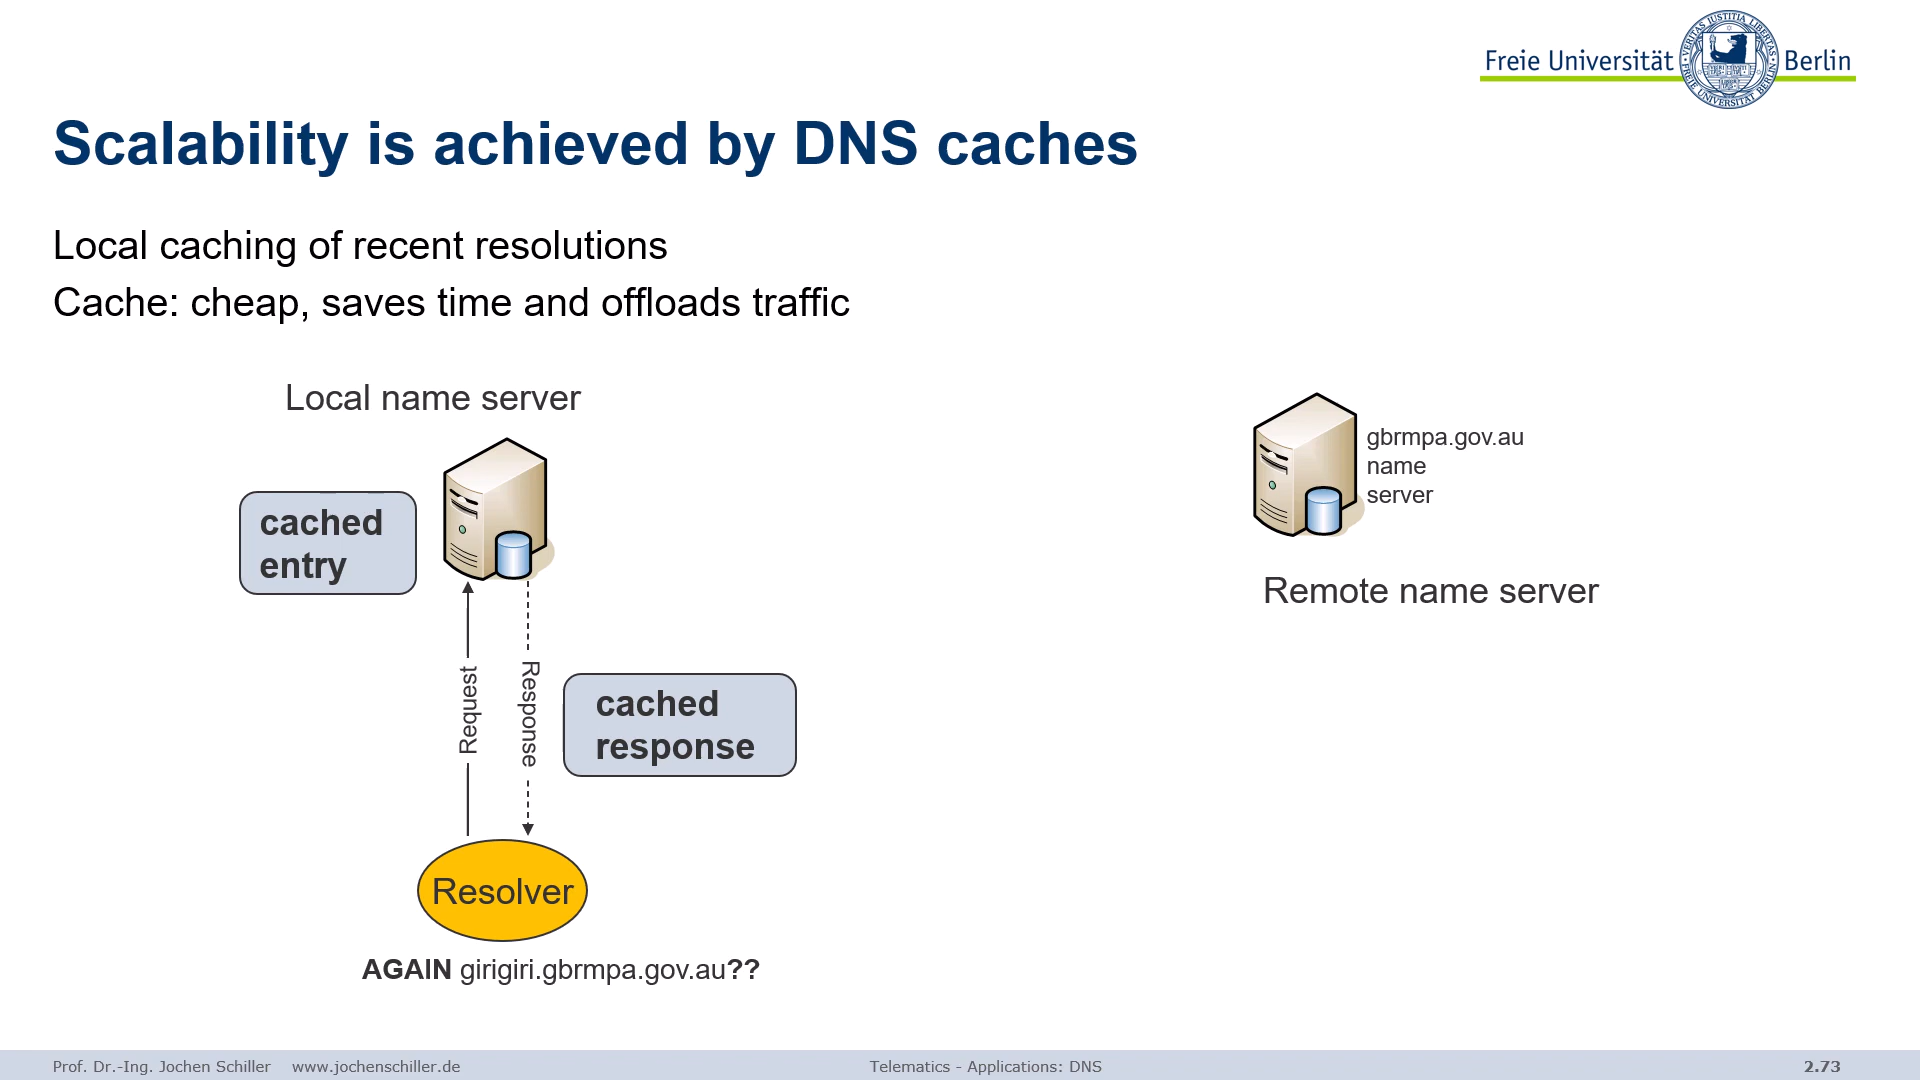 Freie Universität Berlin
Scalability is achieved by DNS caches
Local caching of recent resolutions
Cache: cheap, saves time and offloads traffic
Local name server
cached
entry
gbrmpa.gov.au
name
server
Remote name server
Request
Response
cached
response
Resolver
AGAIN girigiri.gbrmpa.gov.au??
Prof. Dr.-Ing. Jochen Schiller www.jochenschiller.de
Telematics - Applications: DNS
2.73